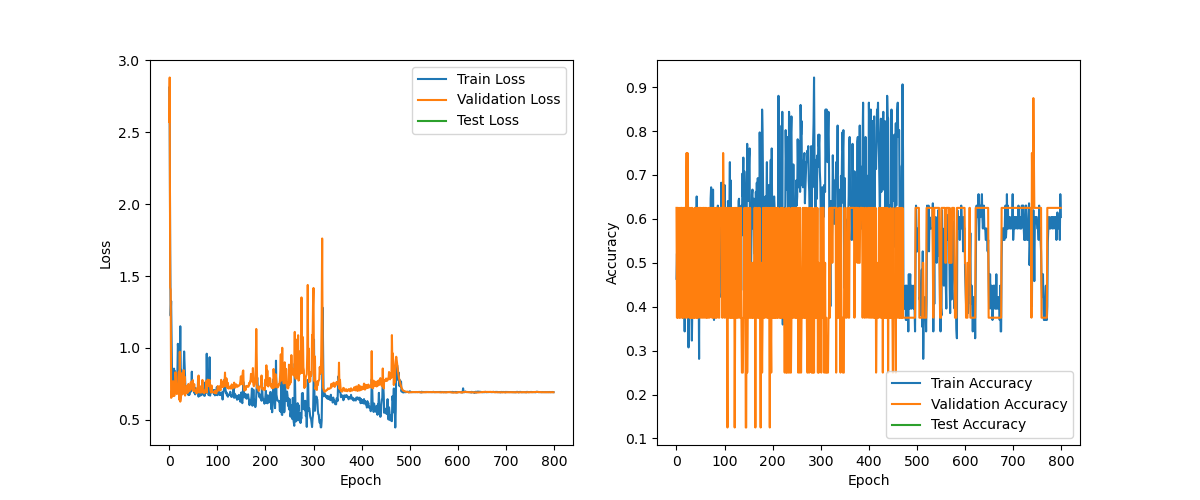 3.0
2.5
2.0
1.5
1.0
0.5
Loss
0 100 200 300 400 500 600 700 800
Epoch
Train Loss
Validation Loss
Test Loss
0.9
0.8
0.7
0.6
0.5
0.4
0.3
0.2
0.1
Accuracy
0 100 200 300 400 500 600 700 800
Epoch
Train Accuracy
Validation Accuracy
Test Accuracy